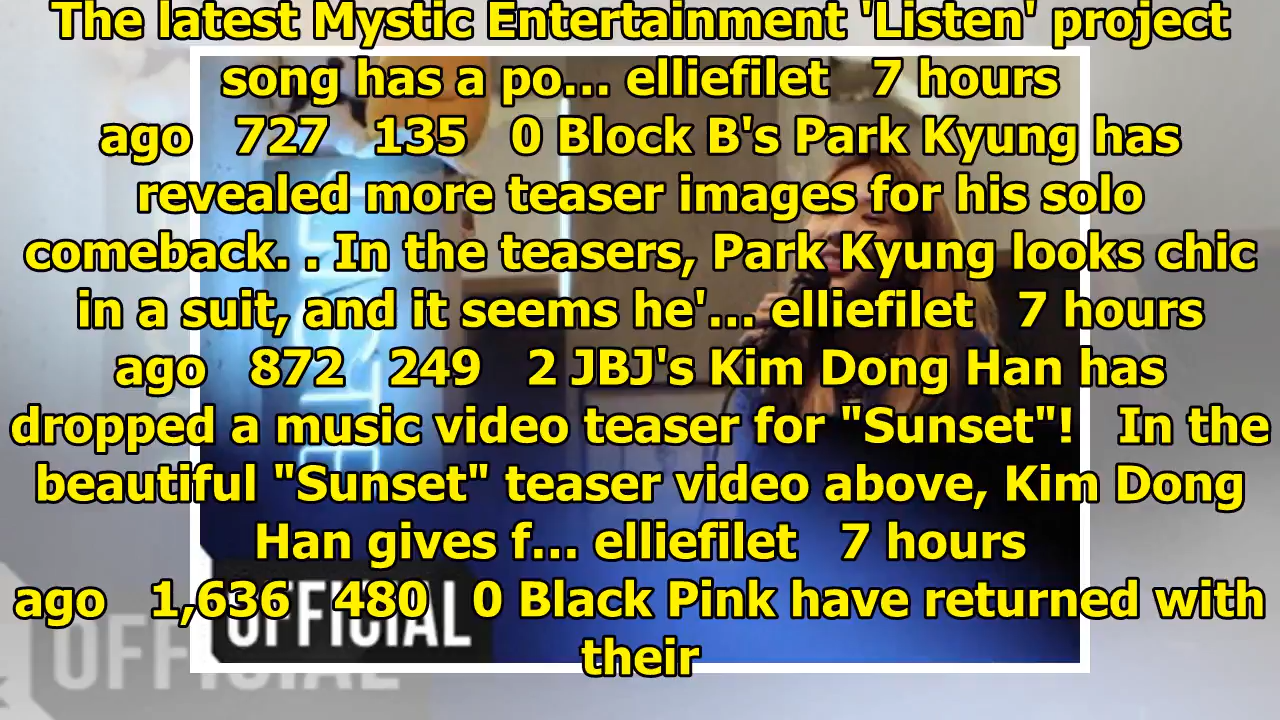 The latest Mystic Entertainment 'Listen' project
song has a po... elliefilet 7 hours
ago 727 135 0 Block B's Park Kyung has
revealed more teaser images for his solo
comeback. . In the teasers, Park Kyung looks chic
in a suit, and it seems he'... elliefilet 7 hours
ago 872 249 2 JBJ's Kim Dong Han has
dropped a music video teaser for "Sunset"! In the
beautiful "Sunset" teaser video above, Kim Dong
Han gives f... elliefilet 7 hours
ago 1,636 480 0 Black Pink have returned with
their
OFFICIAL
OFFICIAL